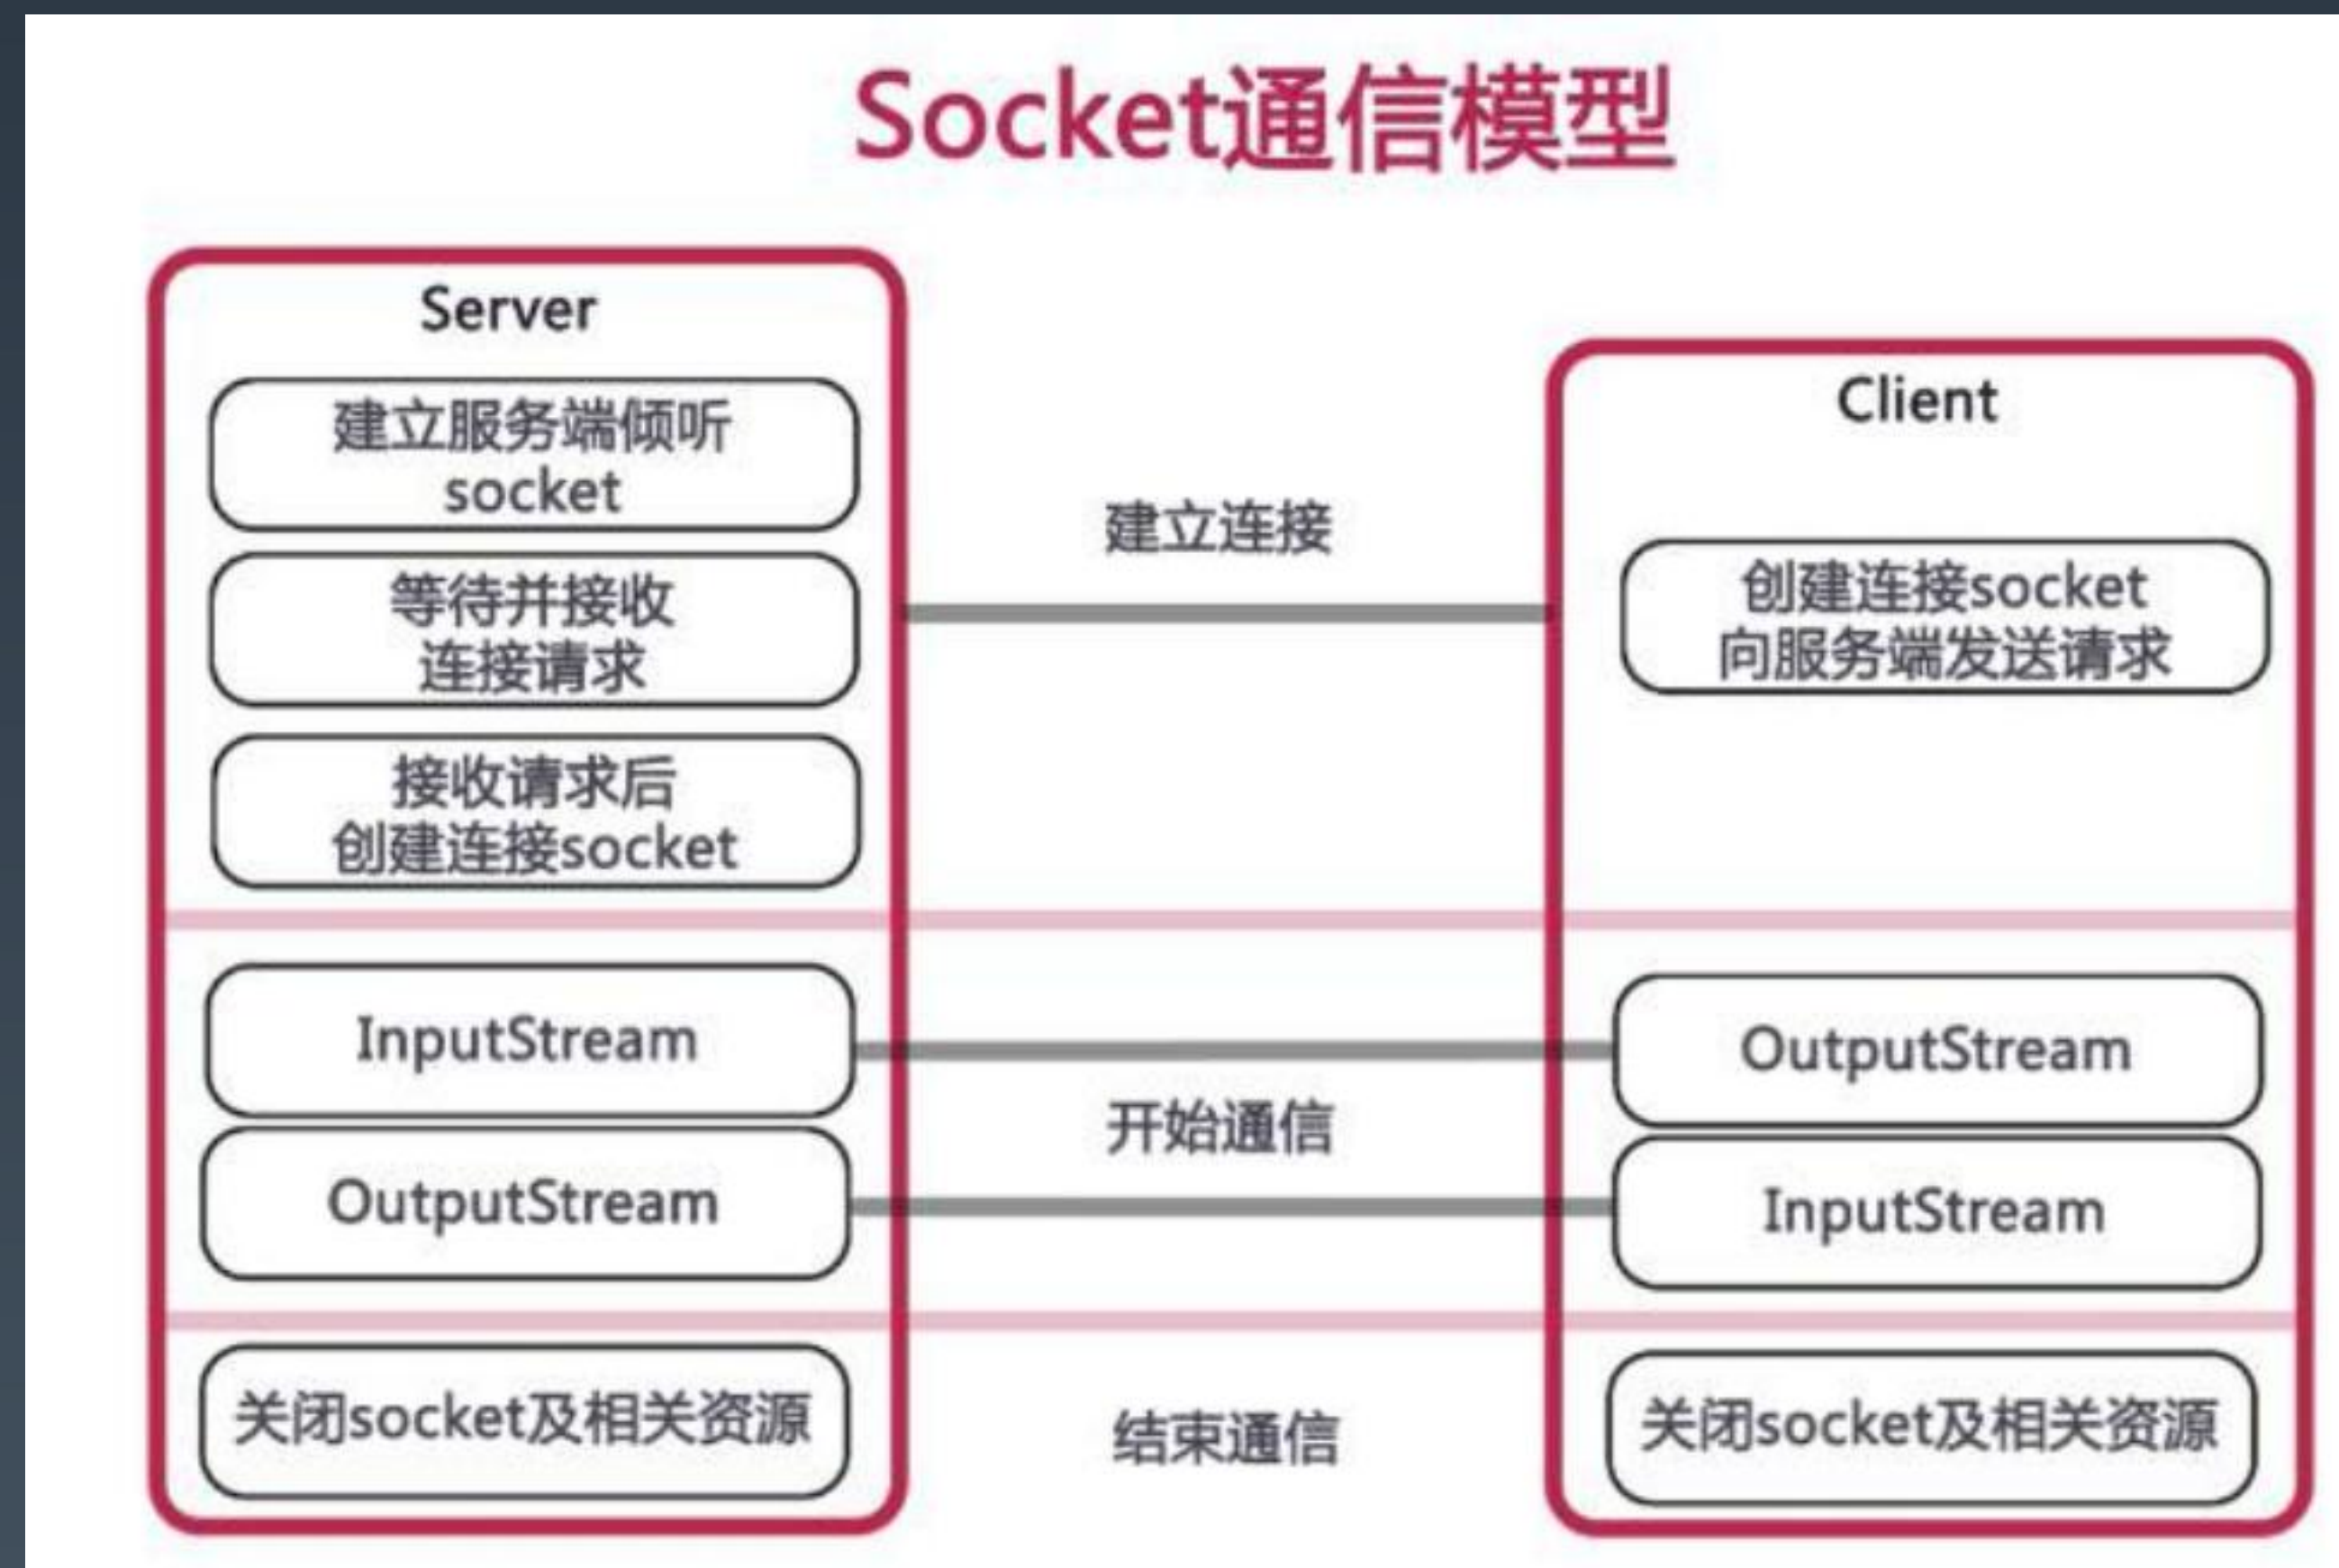 Socket通信模型
Server
建立服务端倾听
socket
等待并接收
连接请求
接收请求后
创建连接socket
InputStream
OutputStream
关闭socket及相关资源
建立连接
开始通信
结束通信
Client
创建连接socket
向服务端发送请求
OutputStream
InputStream
关闭socket及相关资源